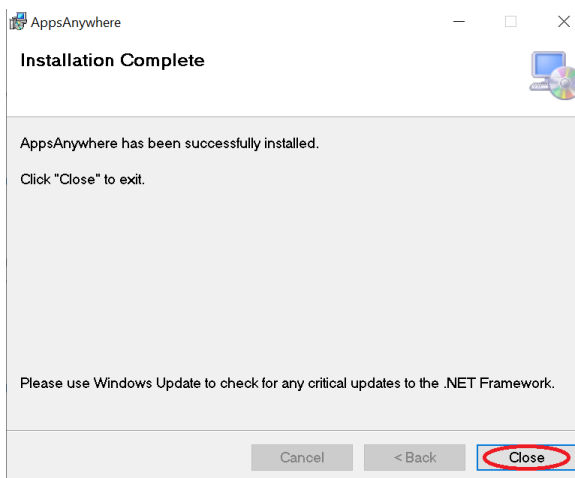 AppsAnywhere
Installation Complete
AppsAnywhere has been successfully installed.
Click "Close" to exit.
Please use Windows Update to check for any critical updates to the .NET Framework.
Cancel
< Back
Close